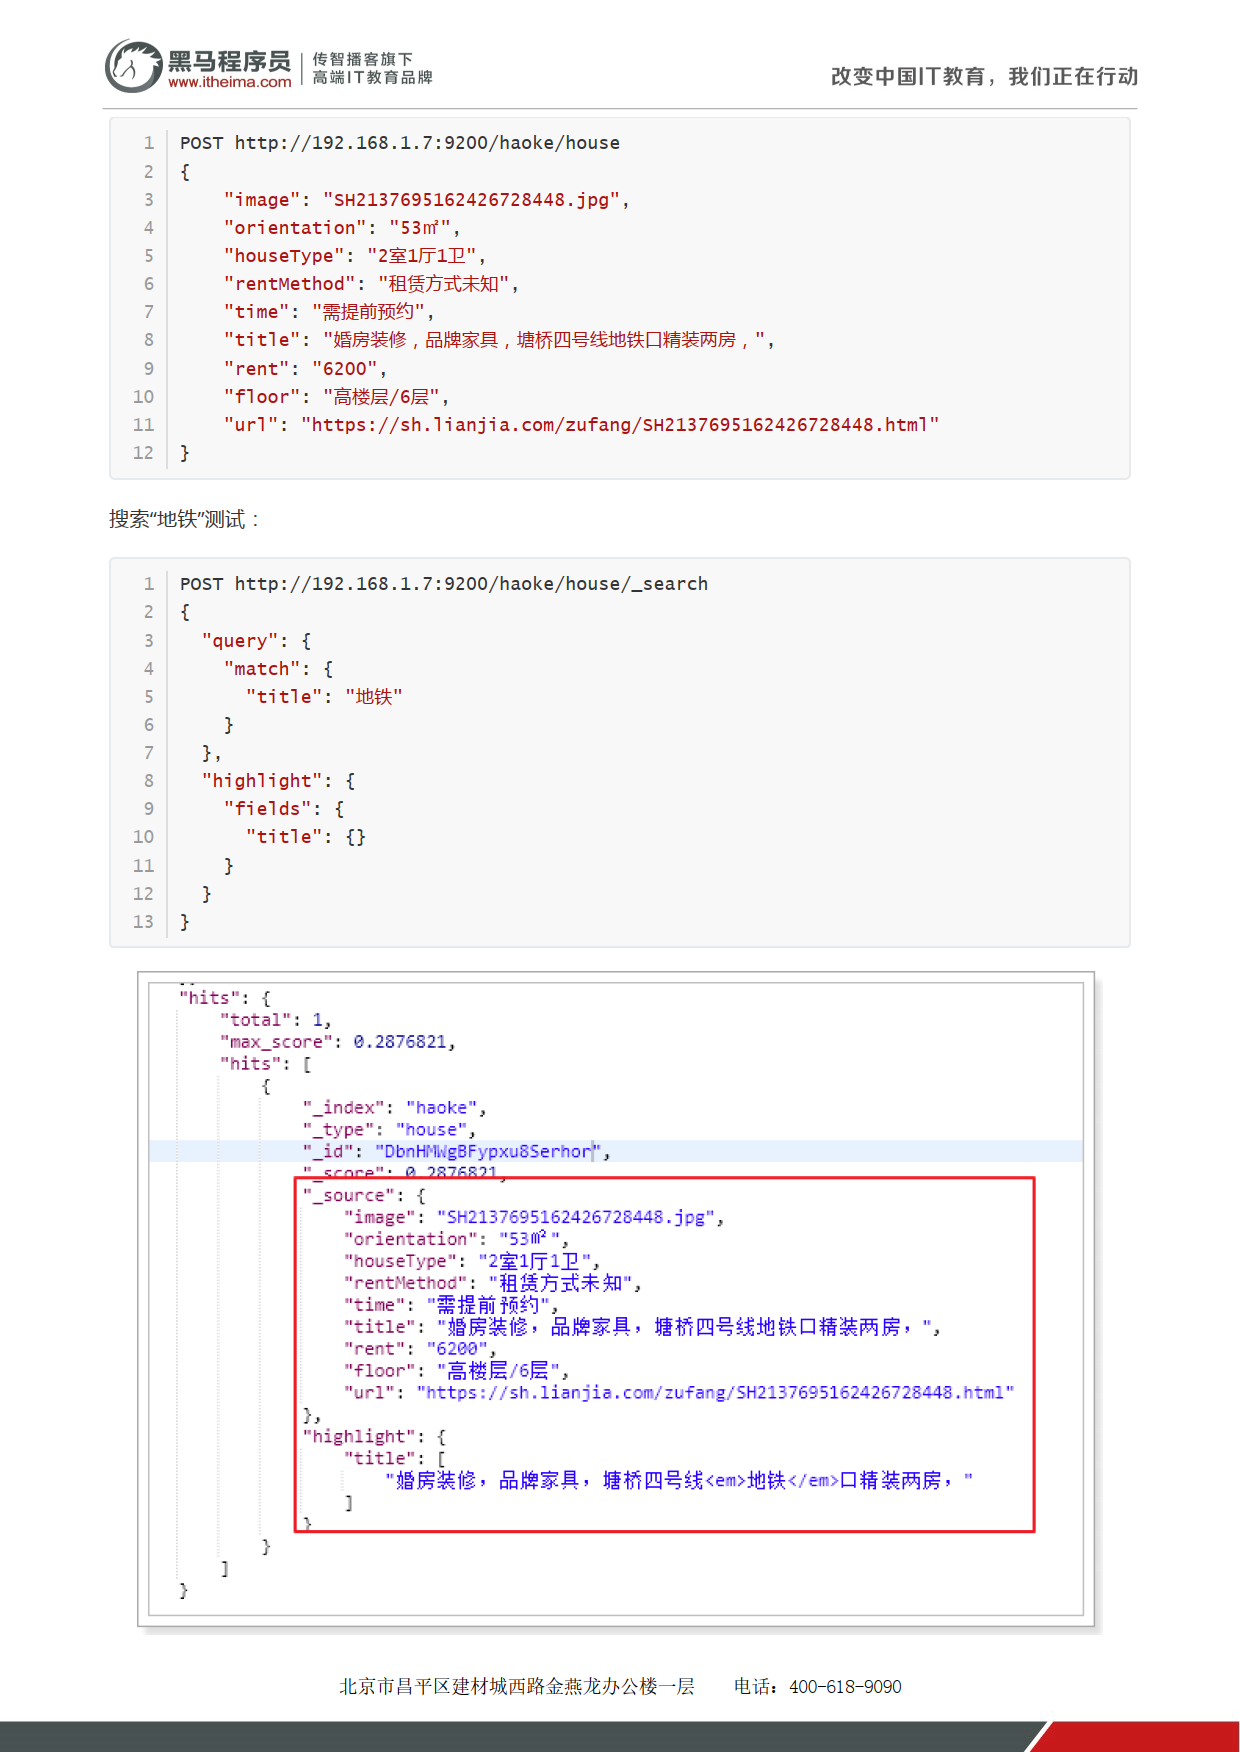 黑马程序员
www.itheima.com
传智播客旗下
高端IT教育品牌
改变中国IT教育，我们正在行动
1 POST http://192.168.1.7:9200/haoke/house
2 {
3 "image": "SH2137695162426728448.jpg",
4 "orientation": "53㎡",
5 "houseType": "2室1厅1卫",
6 "rentMethod": "租赁方式未知",
7 "time": "需提前预约",
8 "title": "婚房装修，品牌家具，塘桥四号线地铁口精装两房，",
9 "rent": "6200",
10 "floor": "高楼层/6层",
11 "url": "https://sh.lianjia.com/zufang/SH2137695162426728448.html"
12 }
搜索“地铁”测试：
1 POST http://192.168.1.7:9200/haoke/house/_search
2 {
3 "query": {
4 "match": {
5 "title": "地铁"
6 }
7 },
8 "highlight": {
9 "fields": {
10 "title": {}
11 }
12 }
13 }
"hits": {
"total": 1,
"max_score": 0.2876821,
"hits": [
{
"_index": "haoke",
"_type": "house",
"_id": "DbnHMWgBFypxu8Serhor",
"_score": 0.2876821,
"_source": {
"image": "SH2137695162426728448.jpg",
"orientation": "53㎡",
"houseType": "2室1厅1卫",
"rentMethod": "租赁方式未知",
"time": "需提前预约",
"title": "婚房装修，品牌家具，塘桥四号线地铁口精装两房，",
"rent": "6200",
"floor": "高楼层/6层",
"url": "https://sh.lianjia.com/zufang/SH2137695162426728448.html"
},
"highlight": {
"title": [
"婚房装修，品牌家具，塘桥四号线<em>地铁</em>口精装两房，"
]
}
}
]
}
北京市昌平区建材城西路金燕龙办公楼一层 电话：400-618-9090